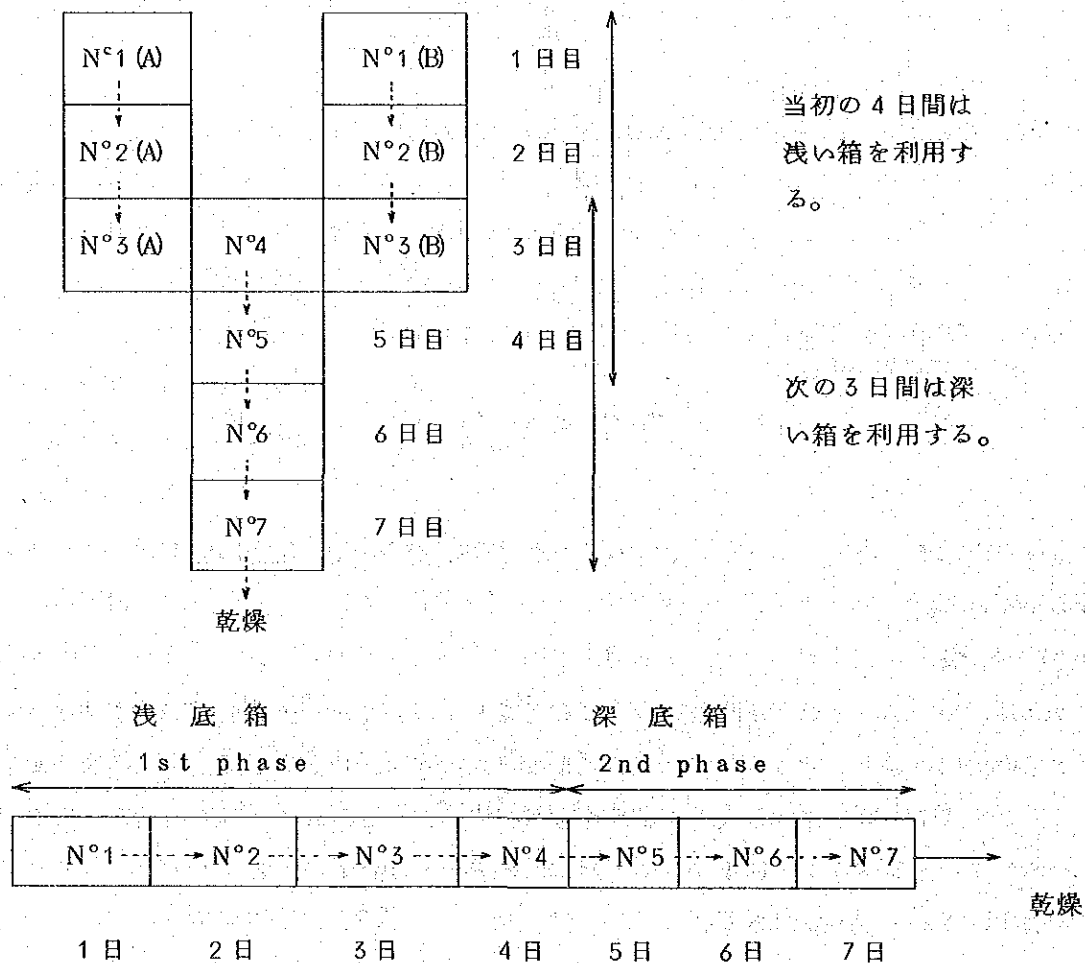 N°1(A) N°1(B) 1日目
N°2(A) N°2(B) 2日目
N°3(A) N°4 N°3(B) 3日目
N°5 5日目 4日目
N°6 6日目
N°7 7日目
乾燥
当初の4日間は
浅い箱を利用す
る。
次の3日間は深
い箱を利用する。
浅底箱 深底箱
1st phase 2nd phase
N°1 N°2 N°3 N°4 N°5 N°6 N°7
乾燥
1日 2日 3日 4日 5日 6日 7日